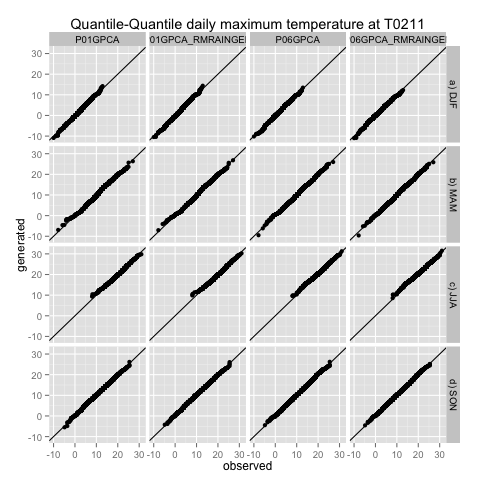 Quantile-Quantile daily maximum temperature at T0211
P01GPCA 01GPCA_RMRAINGE P06GPCA 06GPCA_RMRAINGE
30
20
10
0
-10
a) DJF
30
20
10
0
-10
b) MAM
30
20
10
0
-10
c) JJA
30
20
10
0
-10
d) SON
generated
-10 0 10 20 30 -10 0 10 20 30 -10 0 10 20 30 -10 0 10 20 30
observed